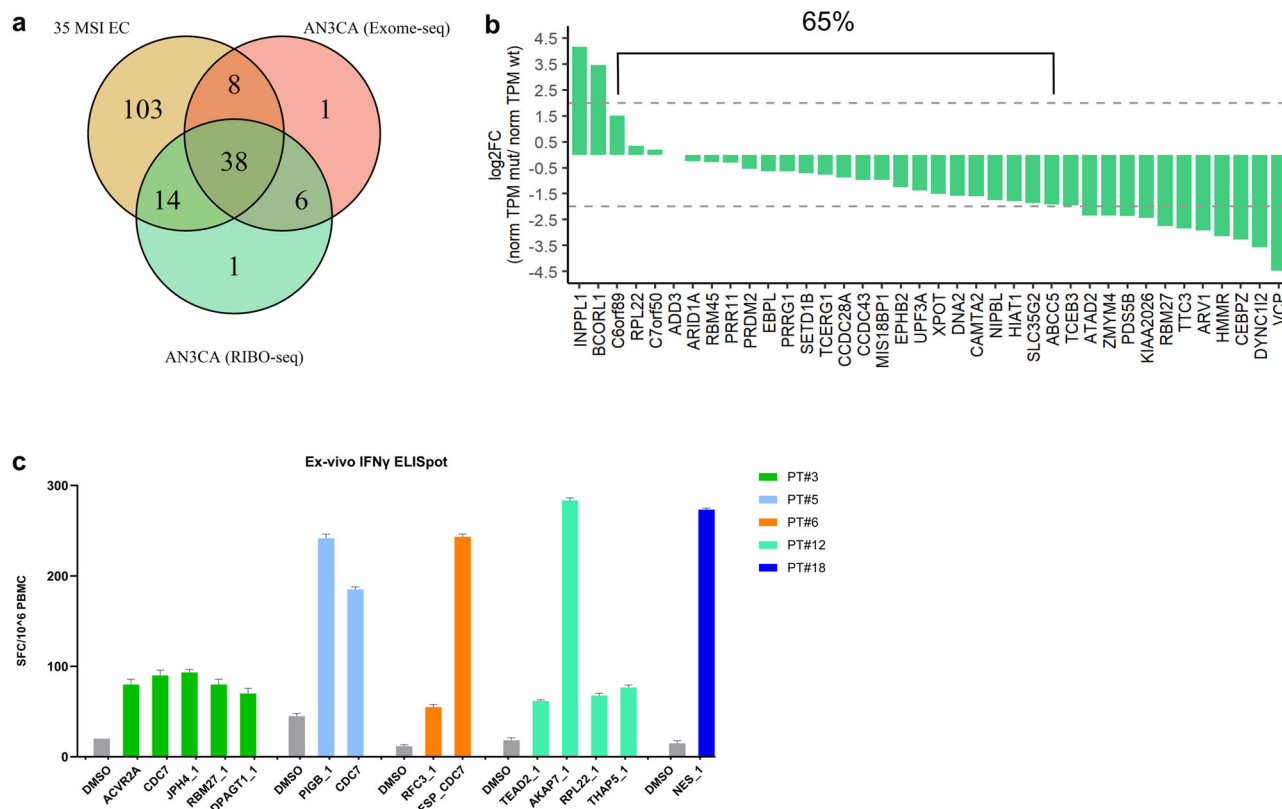 a
35 MSI EC
AN3CA (Exome-seq)
103
8
1
38
14
6
1
AN3CA (RIBO-seq)
b
65%
log2FC
(norm TPM mut/ norm TPM wt)
4.5
3.5
2.5
1.5
0.5
-0.5
-1.5
-2.5
-3.5
-4.5
INPPL1
BCORL1
C6orf89
RPL22
C7orf50
ADD3
ARID1A
RBM45
PRR11
PRDM2
EBPL
PRRG1
SETD1B
TCERG1
CCDC28A
CCDC43
MIS18BP1
EPHB2
UPF3A
XPOT
DNA2
CAMTA2
NIPBL
HIAT1
SLC35G2
ABCC5
TCEB3
ATAD2
ZMYM4
PDS5B
KIAA2026
RBM27
TTC3
ARV1
HMMR
CEBPZ
DYNC1I2
VCP
c
Ex-vivo IFNγ ELISpot
SFC/10^6 PBMC
300
200
100
0
DMSO
ACVR2A
CDC7
JPH4_1
RBM27_1
DPAGT1_1
DMSO
PIGB_1
CDC7
DMSO
RFC3_1
FSP_CDC7
DMSO
TEAD2_1
AKAP7_1
RPL22_1
THAP5_1
DMSO
NES_1
PT#3
PT#5
PT#6
PT#12
PT#18